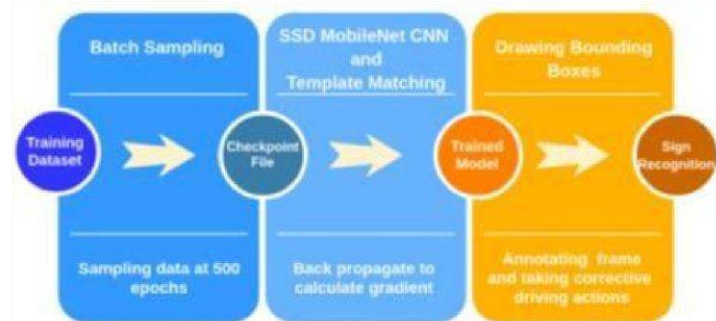 Batch Sampling
SSD MobileNet CNN
and
Template Matching
Drawing Bounding
Boxes
Training
Dataset
Checkpoint
File
Trained
Model
Sign
Recognition
Sampling data at 500
epochs
Back propagate to
calculate gradient
Annotating frame
and taking corrective
driving actions